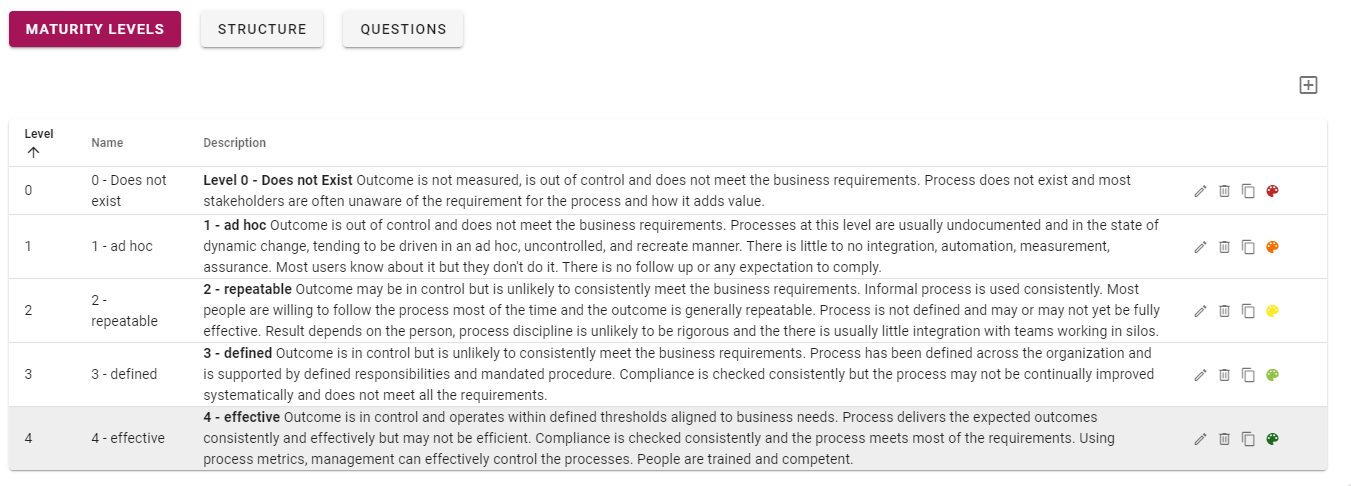 MATURITY LEVELS STRUCTURE QUESTIONS
Level Name Description
0 0 - Does not exist Level 0 - Does not Exist Outcome is not measured, is out of control and does not meet the business requirements. Process does not exist and most
stakeholders are often unaware of the requirement for the process and how it adds value.
1 1 - ad hoc 1 - ad hoc Outcome is out of control and does not meet the business requirements. Processes at this level are usually undocumented and in the state of
dynamic change, tending to be driven in an ad hoc, uncontrolled, and recreate manner. There is little to no integration, automation, measurement,
assurance. Most users know about it but they don't do it. There is no follow up or any expectation to comply.
2 2 - repeatable 2 - repeatable Outcome may be in control but is unlikely to consistently meet the business requirements. Informal process is used consistently. Most
people are willing to follow the process most of the time and the outcome is generally repeatable. Process is not defined and may or may not yet be fully
effective. Result depends on the person, process discipline is unlikely to be rigorous and the there is usually little integration with teams working in silos.
3 3 - defined 3 - defined Outcome is in control but is unlikely to consistently meet the business requirements. Process has been defined across the organization and
is supported by defined responsibilities and mandated procedure. Compliance is checked consistently but the process may not be continually improved
systematically and does not meet all the requirements.
4 4 - effective 4 - effective Outcome is in control and operates within defined thresholds aligned to business needs. Process delivers the expected outcomes
consistently and effectively but may not be efficient. Compliance is checked consistently and the process meets most of the requirements. Using
process metrics, management can effectively control the processes. People are trained and competent.